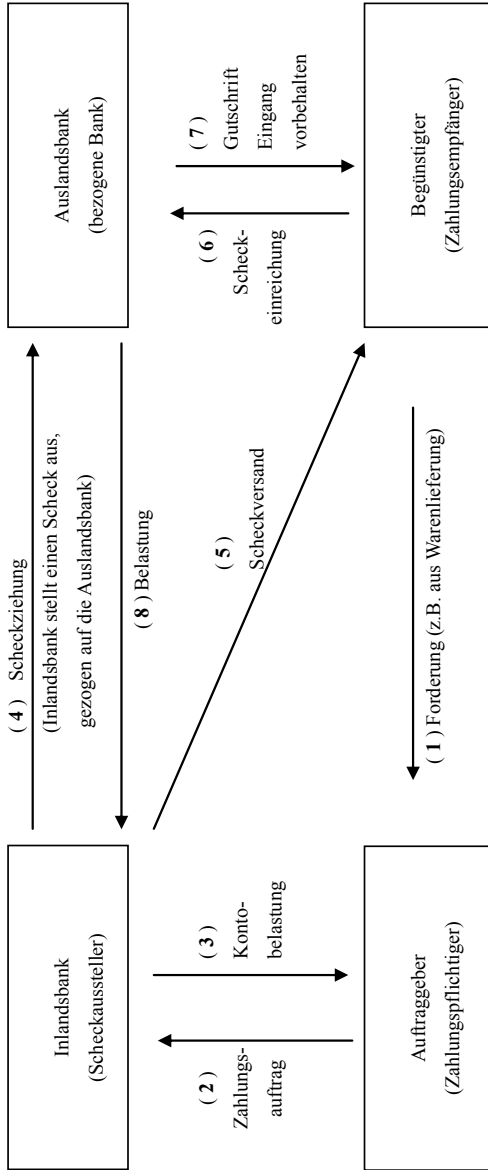 Inlandsbank
(Scheckaussteller)
Auslandsbank
(bezogene Bank)
( 4 ) Scheckziehung
(Inlandsbank stellt einen Scheck aus,
gezogen auf die Auslandsbank)
( 8 ) Belastung
( 2 )
Zahlungs-
auftrag
( 3 )
Konto-
belastung
( 5 )
Scheckversand
( 6 )
Scheck-
einreichung
( 7 )
Gutschrift
Eingang
vorbehalten
( 1 ) Forderung (z.B. aus Warenlieferung)
Auftraggeber
(Zahlungspflichtiger)
Begünstigter
(Zahlungsempfänger)